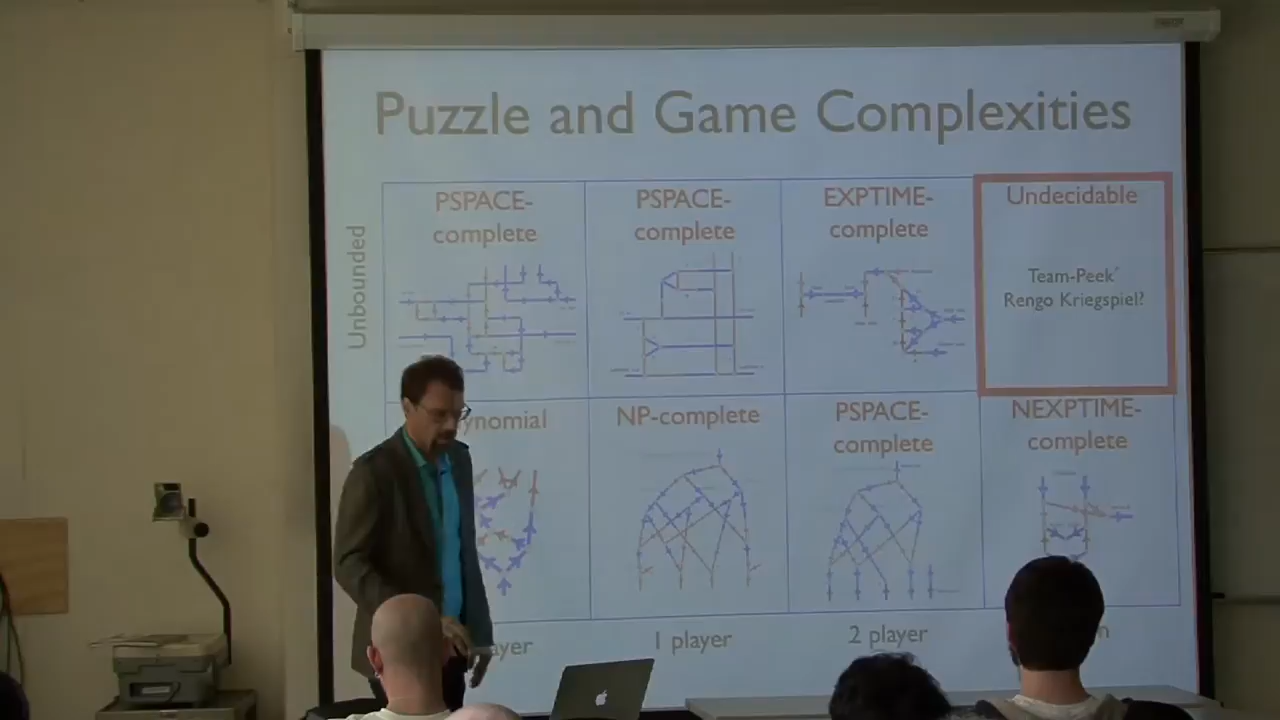 Puzzle and Game Complexities
Unbounded
PSPACE-
complete
PSPACE-
complete
EXPTIME-
complete
Undecidable
Team-Peek
Rengo Kriegspiel?
ynomial
NP-complete
PSPACE-
complete
NEXPTIME-
complete
ayer
1 player
2 player